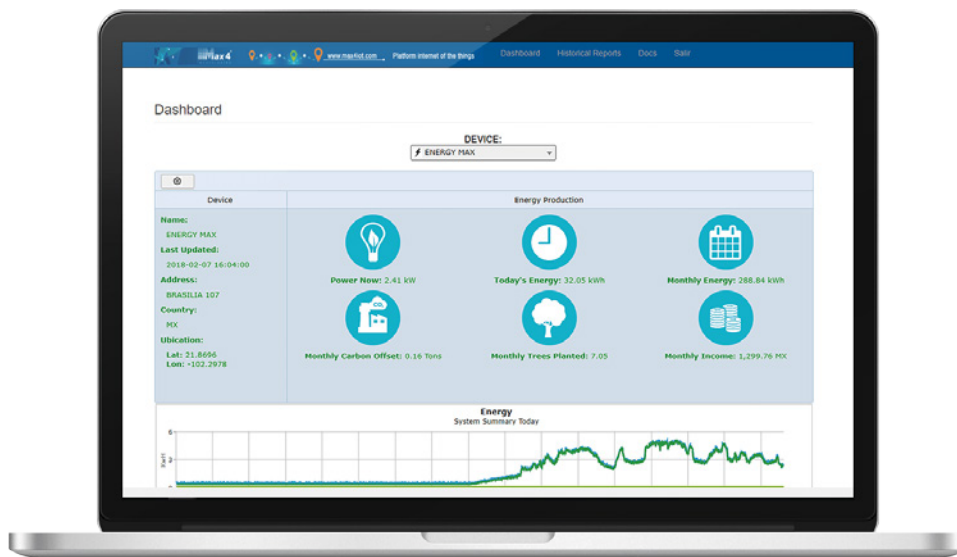 Max4 www.max4iot.com Platform internet of the things Dashboard Historical Reports Docs Salir
Dashboard
DEVICE:
ENERGY MAX
Device
Energy Production
Name:
ENERGY MAX
Last Updated:
2018-02-07 16:04:00
Address:
BRASILIA 107
Country:
MX
Ubication:
Lat: 21.8696
Lon: -102.2978
Power Now: 2.41 kW
Today's Energy: 32.05 kWh
Monthly Energy: 288.84 kWh
CO₂
Monthly Carbon Offset: 0.16 Tons
Monthly Trees Planted: 7.05
Monthly Income: 1,299.76 MX
Energy
System Summary Today
6
2